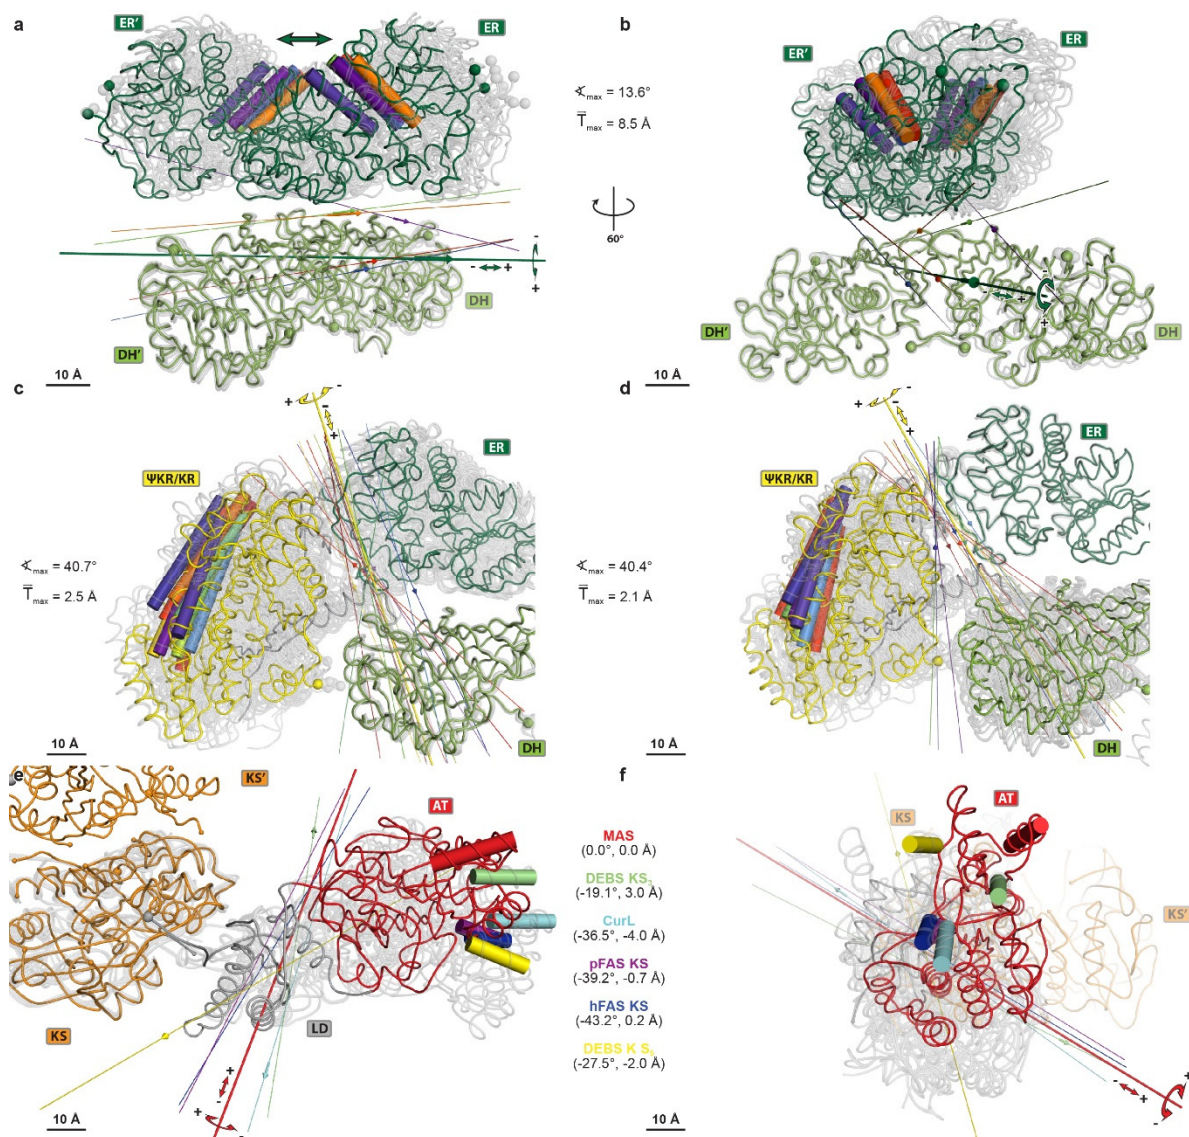 a
ER′
ER
b
ER′
ER
∢max = 13.6°
T̅max = 8.5 Å
60°
-
- +
+
DH
DH′
10 Å
-
- +
+
DH′
DH
10 Å
c
-
+
-
+
ER
ΨKR/KR
∢max = 40.7°
T̅max = 2.5 Å
DH
10 Å
d
-
+
-
+
ER
ΨKR/KR
∢max = 40.4°
T̅max = 2.1 Å
DH
10 Å
e
KS′
AT
KS
LD
+
-
+
10 Å
MAS
(0.0°, 0.0 Å)
DEBS KS3
(-19.1°, 3.0 Å)
CurL
(-36.5°, -4.0 Å)
pFAS KS
(-39.2°, -0.7 Å)
hFAS KS
(-43.2°, 0.2 Å)
DEBS K S5
(-27.5°, -2.0 Å)
f
KS
AT
KS′
- +
+
-
10 Å